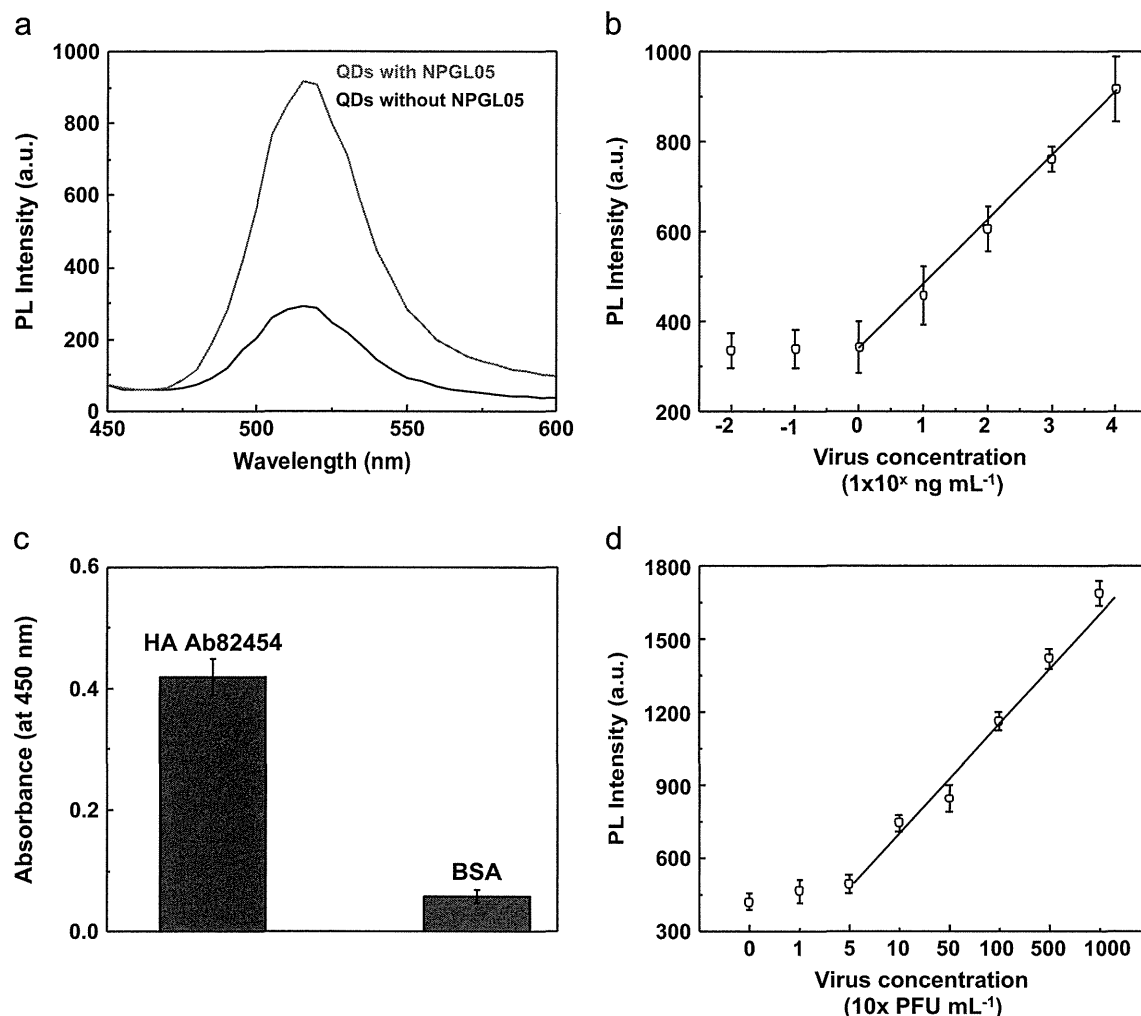 a
1000
800
600
400
200
0
PL Intensity (a.u.)
QDs with NPGL05
QDs without NPGL05
450
500
550
600
Wavelength (nm)
b
1000
800
600
400
200
PL Intensity (a.u.)
-2
-1
0
1
2
3
4
Virus concentration
(1x10ˣ ng mL⁻¹)
c
0.6
0.4
0.2
0.0
Absorbance (at 450 nm)
HA Ab82454
BSA
d
1800
1500
1200
900
600
300
PL Intensity (a.u.)
0
1
5
10
50
100
500
1000
Virus concentration
(10x PFU mL⁻¹)